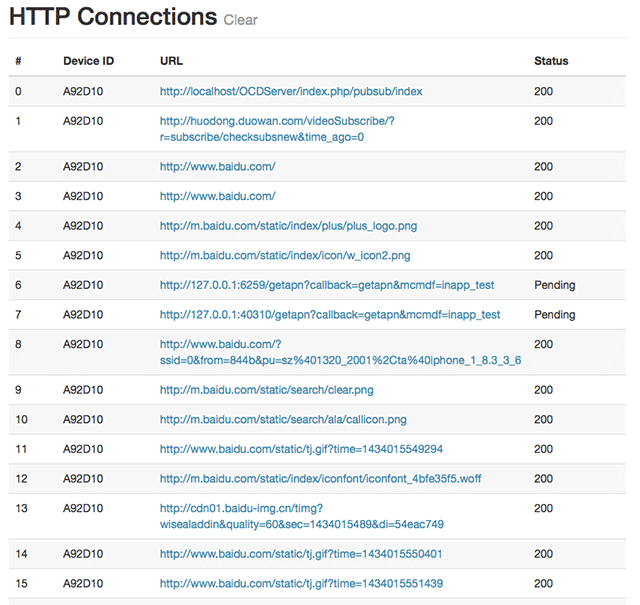 HTTP Connections Clear
# Device ID URL Status
0 A92D10 http://localhost/OCDServer/index.php/pubsub/index 200
1 A92D10 http://huodong.duowan.com/videoSubscribe/? 200
r=subscribe/checksubsnew&time_ago=0
2 A92D10 http://www.baidu.com/ 200
3 A92D10 http://www.baidu.com/ 200
4 A92D10 http://m.baidu.com/static/index/plus/plus_logo.png 200
5 A92D10 http://m.baidu.com/static/index/icon/w_icon2.png 200
6 A92D10 http://127.0.0.1:6259/getapn?callback=getapn&mcmdf=inapp_test Pending
7 A92D10 http://127.0.0.1:40310/getapn?callback=getapn&mcmdf=inapp_test Pending
8 A92D10 http://www.baidu.com/? 200
ssid=0&from=844b&pu=sz%401320_2001%2Cta%40iphone_1_8.3_3_6
9 A92D10 http://m.baidu.com/static/search/clear.png 200
10 A92D10 http://m.baidu.com/static/search/ala/callicon.png 200
11 A92D10 http://www.baidu.com/static/tj.gif?time=1434015549294 200
12 A92D10 http://m.baidu.com/static/index/iconfont/iconfont_4bfe35f5.woff 200
13 A92D10 http://cdn01.baidu-img.cn/timg? 200
wisealaddin&quality=60&sec=1434015489&di=54eac749
14 A92D10 http://www.baidu.com/static/tj.gif?time=1434015550401 200
15 A92D10 http://www.baidu.com/static/tj.gif?time=1434015551439 200